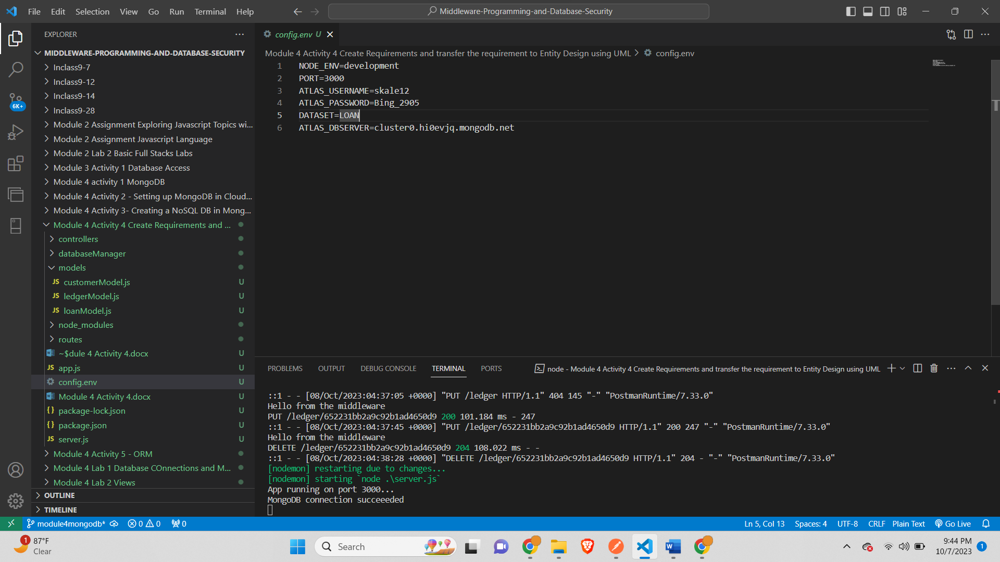 File Edit Selection View Go Run Terminal Help
Middleware-Programming-and-Database-Security
EXPLORER
MIDDLEWARE-PROGRAMMING-AND-DATABASE-SECURITY
Inclass9-7
Inclass9-12
Inclass9-14
Inclass9-28
Module 2 Assignment Exploring Javascript Topics wi...
Module 2 Assignment Javascript Language
Module 2 Lab 2 Basic Full Stacks Labs
Module 3 Activity 1 Database Access
Module 4 activity 1 MongoDB
Module 4 Activity 2 - Setting up MongoDB in Cloud...
Module 4 Activity 3- Creating a NoSQL DB in Mong...
Module 4 Activity 4 Create Requirements and ...
controllers
databaseManager
models
JS customerModel.js U
JS ledgerModel.js U
JS loanModel.js U
node_modules
routes
~$dule 4 Activity 4.docx U
JS app.js U
config.env U
Module 4 Activity 4.docx U
{} package-lock.json U
{} package.json U
JS server.js U
Module 4 Activity 5 - ORM
Module 4 Lab 1 Database COnnections and M...
Module 4 Lab 2 Views
OUTLINE
TIMELINE
6K+
config.env U
Module 4 Activity 4 Create Requirements and transfer the requirement to Entity Design using UML > config.env
1 NODE_ENV=development
2 PORT=3000
3 ATLAS_USERNAME=skale12
4 ATLAS_PASSWORD=Bing_2905
5 DATASET=LOAN
6 ATLAS_DBSERVER=cluster0.hi0evjq.mongodb.net
PROBLEMS OUTPUT DEBUG CONSOLE TERMINAL PORTS
node - Module 4 Activity 4 Create Requirements and transfer the requirement to Entity Design using UML
::1 - - [08/Oct/2023:04:37:05 +0000] "PUT /ledger HTTP/1.1" 404 145 "-" "PostmanRuntime/7.33.0"
Hello from the middleware
PUT /ledger/652231bb2a9c92b1ad4650d9 200 101.184 ms - 247
::1 - - [08/Oct/2023:04:37:45 +0000] "PUT /ledger/652231bb2a9c92b1ad4650d9 HTTP/1.1" 200 247 "-" "PostmanRuntime/7.33.0"
Hello from the middleware
DELETE /ledger/652231bb2a9c92b1ad4650d9 204 108.022 ms - -
::1 - - [08/Oct/2023:04:38:28 +0000] "DELETE /ledger/652231bb2a9c92b1ad4650d9 HTTP/1.1" 204 - "-" "PostmanRuntime/7.33.0"
[nodemon] restarting due to changes...
[nodemon] starting `node .\server.js`
App running on port 3000...
MongoDB connection succeeeded
module4mongodb* 0 0 0
Ln 5, Col 13 Spaces: 4 UTF-8 CRLF Plain Text Go Live
1 87°F
Clear
Search
9:44 PM
10/7/2023
1